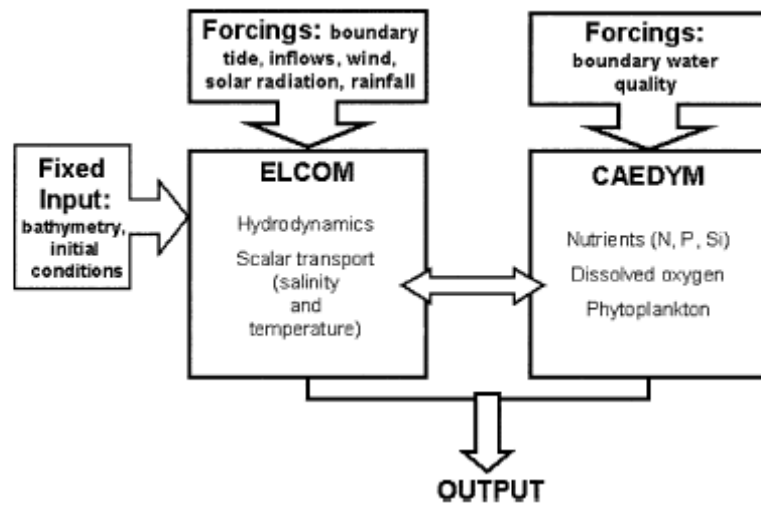 Forcings: boundary
tide, inflows, wind,
solar radiation, rainfall
Forcings:
boundary water
quality
Fixed
Input:
bathymetry,
initial
conditions
ELCOM
Hydrodynamics
Scalar transport
(salinity
and
temperature)
CAEDYM
Nutrients (N, P, Si)
Dissolved oxygen
Phytoplankton
OUTPUT